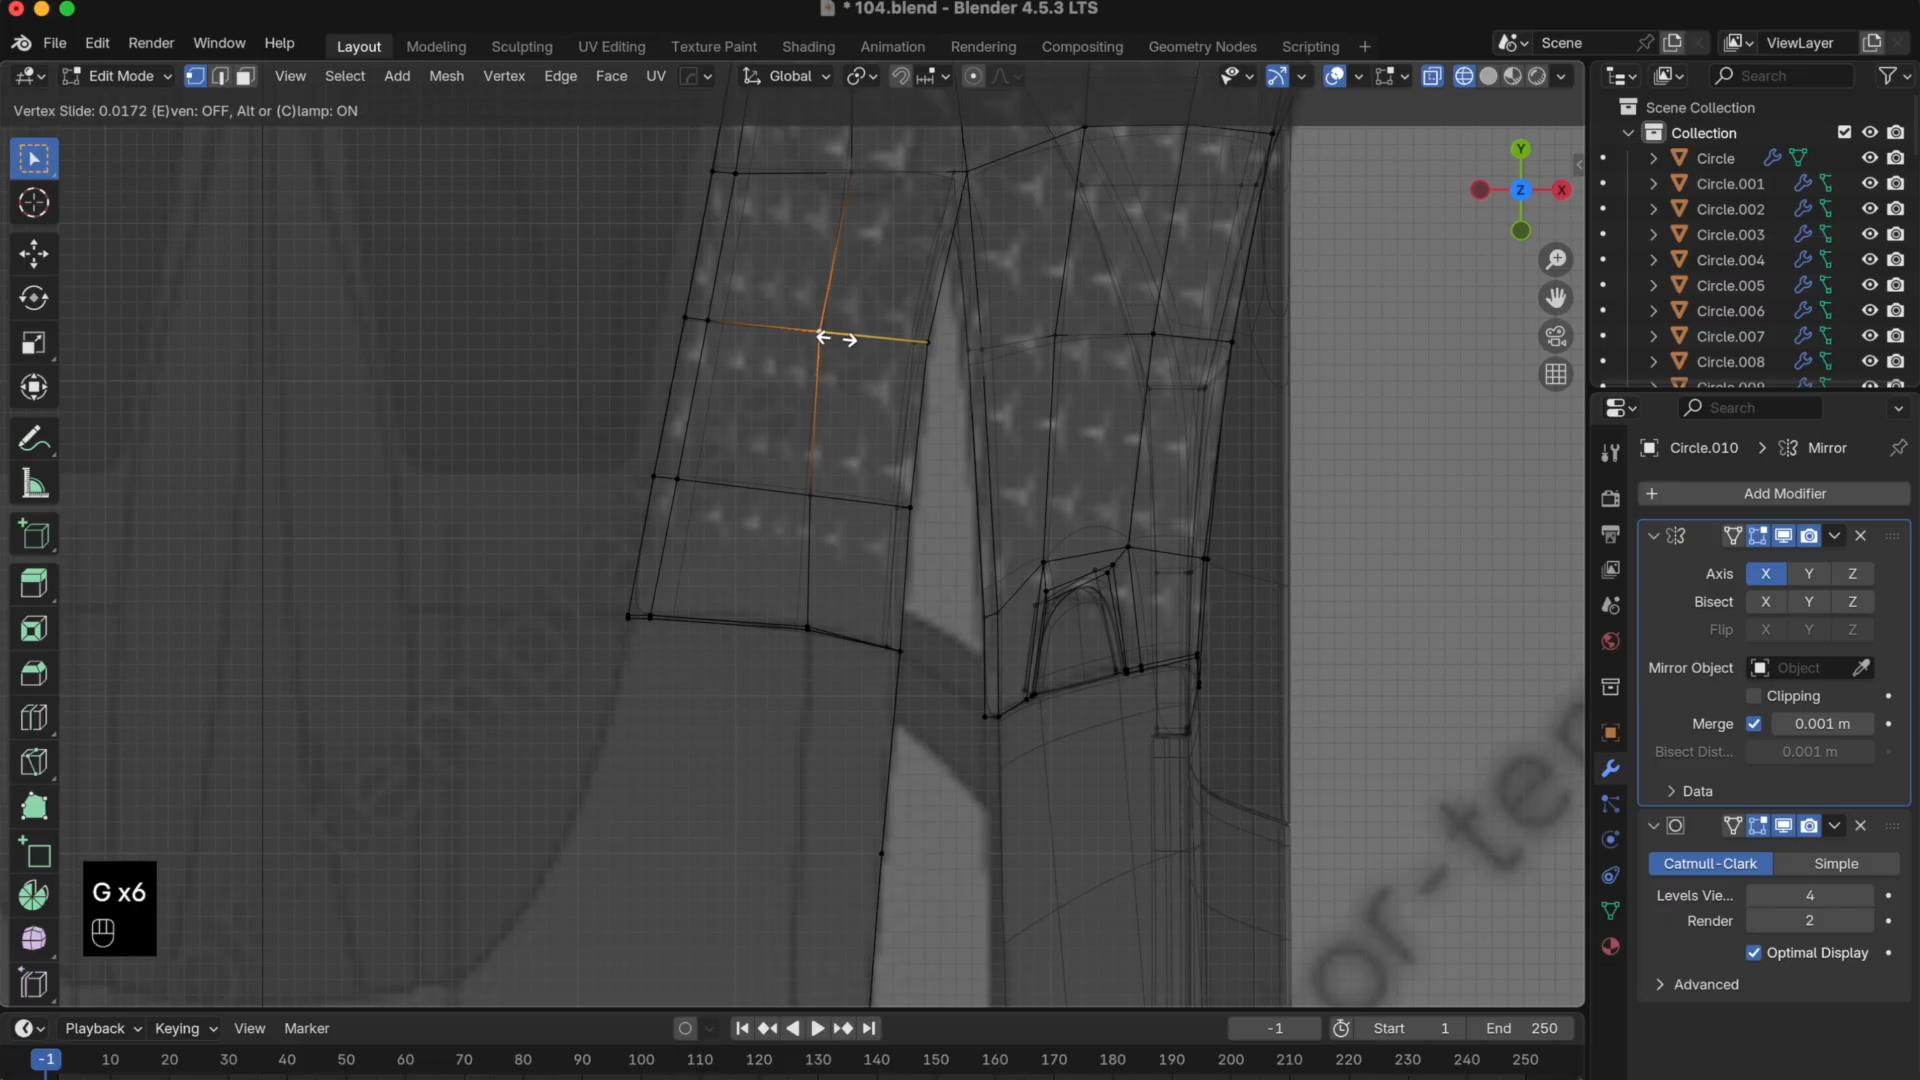 * 104.blend - Blender 4.5.3 LTS
File Edit Render Window Help Layout Modeling Sculpting UV Editing Texture Paint Shading Animation Rendering Compositing Geometry Nodes Scripting + Scene ViewLayer
Edit Mode View Select Add Mesh Vertex Edge Face UV Global Search
Vertex Slide: 0.0172 (E)ven: OFF, Alt or (C)lamp: ON
Scene Collection
Collection
Circle
Circle.001
Circle.002
Circle.003
Circle.004
Circle.005
Circle.006
Circle.007
Circle.008
Circle.009
Y
Z
X
Search
Circle.010 > Mirror
+ Add Modifier
Axis X Y Z
Bisect X Y Z
Flip X Y Z
Mirror Object Object
Clipping
Merge 0.001 m
Bisect Dist... 0.001 m
Data
Catmull-Clark Simple
Levels Vie... 4
Render 2
Optimal Display
Advanced
or-te
G x6
Playback Keying View Marker -1 Start 1 End 250
-1 10 20 30 40 50 60 70 80 90 100 110 120 130 140 150 160 170 180 190 200 210 220 230 240 250